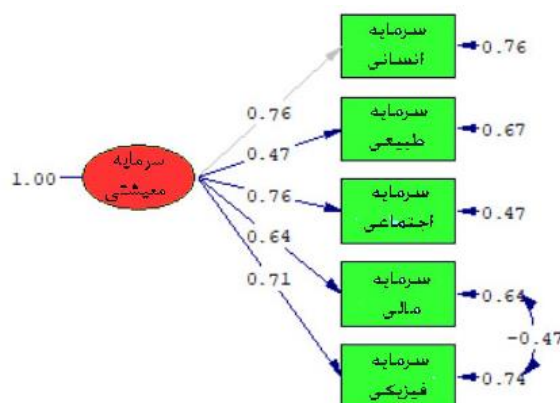 سرمایه
انسانی
0.76
0.76
سرمایه
طبیعی
0.47
0.67
1.00
سرمایه
معیشتی
سرمایه
اجتماعی
0.76
0.47
سرمایه
مالی
0.64
0.64
-0.47
سرمایه
فیزیکی
0.71
0.74